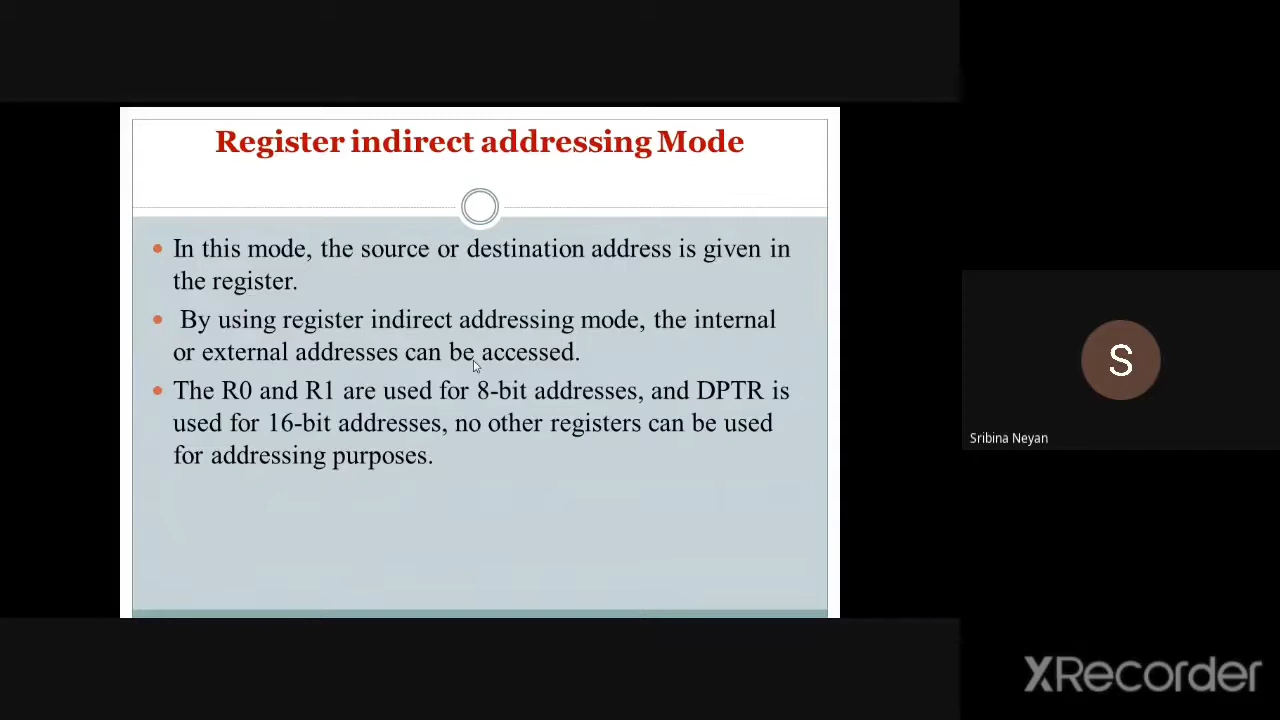 Register indirect addressing Mode
• In this mode, the source or destination address is given in
the register.
• By using register indirect addressing mode, the internal
or external addresses can be accessed.
• The R0 and R1 are used for 8-bit addresses, and DPTR is
used for 16-bit addresses, no other registers can be used
for addressing purposes.
S
Sribina Neyan
XRecorder